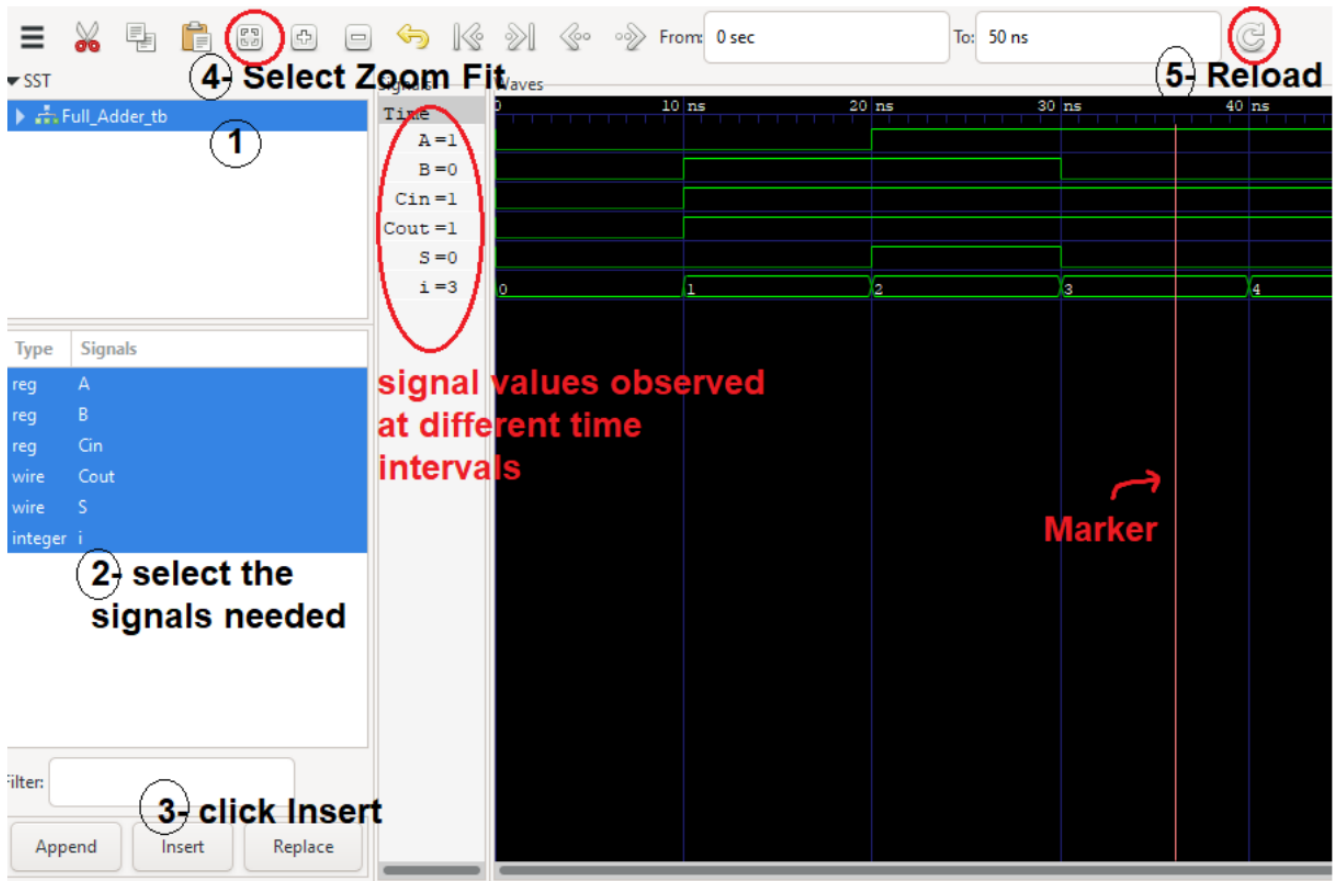 From: 0 sec To: 50 ns
4- Select Zoom Fit
5- Reload
SST
Signals
Waves
Full_Adder_tb
1
Time
0 10 ns 20 ns 30 ns 40 ns
A =1
B =0
Cin =1
Cout =1
S =0
i =3
0 1 2 3 4
Type Signals
reg A
reg B
reg Cin
wire Cout
wire S
integer i
signal values observed
at different time
intervals
Marker
2- select the
signals needed
Filter:
3- click Insert
Append Insert Replace